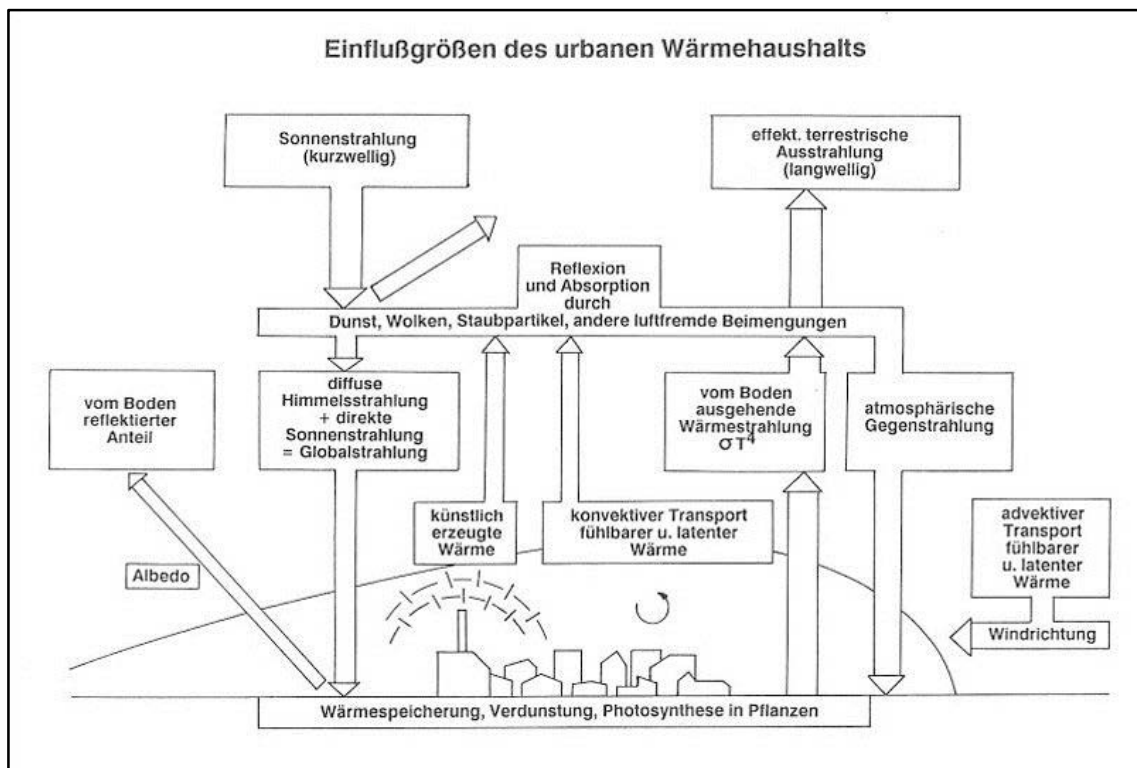 Einflußgrößen des urbanen Wärmehaushalts
Sonnenstrahlung
(kurzwellig)
effekt. terrestrische
Ausstrahlung
(langwellig)
Reflexion
und Absorption
durch
Dunst, Wolken, Staubpartikel, andere luftfremde Beimengungen
vom Boden
reflektierter
Anteil
diffuse
Himmelsstrahlung
+ direkte
Sonnenstrahlung
= Globalstrahlung
vom Boden
ausgehende
Wärmestrahlung
σT⁴
atmosphärische
Gegenstrahlung
künstlich
erzeugte
Wärme
konvektiver Transport
fühlbarer u. latenter
Wärme
advektiver
Transport
fühlbarer
u. latenter
Wärme
Albedo
Windrichtung
Wärmespeicherung, Verdunstung, Photosynthese in Pflanzen